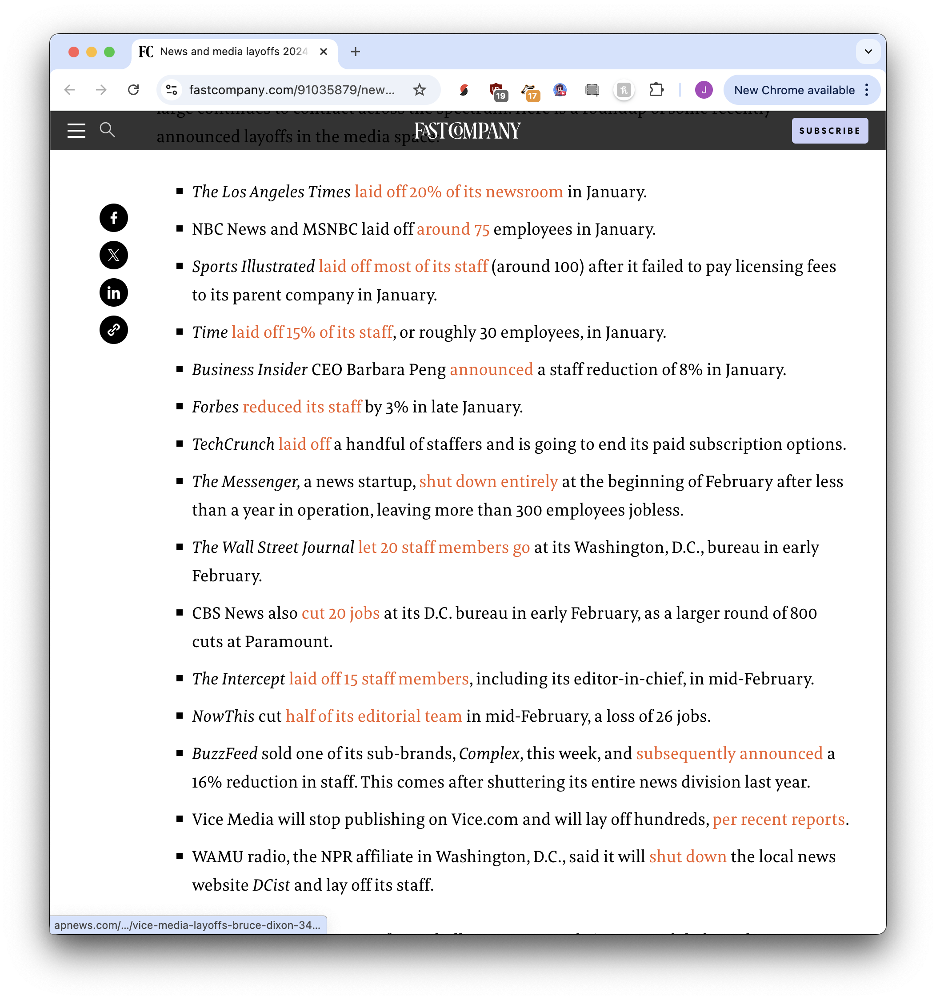 FC News and media layoffs 2024
fastcompany.com/91035879/new...
19
17
J
New Chrome available
large continues to contract across the spectrum. Here is a roundup of some recently
announced layoffs in the media space:
FAST COMPANY
SUBSCRIBE
The Los Angeles Times laid off 20% of its newsroom in January.
NBC News and MSNBC laid off around 75 employees in January.
Sports Illustrated laid off most of its staff (around 100) after it failed to pay licensing fees
to its parent company in January.
Time laid off 15% of its staff, or roughly 30 employees, in January.
Business Insider CEO Barbara Peng announced a staff reduction of 8% in January.
Forbes reduced its staff by 3% in late January.
TechCrunch laid off a handful of staffers and is going to end its paid subscription options.
The Messenger, a news startup, shut down entirely at the beginning of February after less
than a year in operation, leaving more than 300 employees jobless.
The Wall Street Journal let 20 staff members go at its Washington, D.C., bureau in early
February.
CBS News also cut 20 jobs at its D.C. bureau in early February, as a larger round of 800
cuts at Paramount.
The Intercept laid off 15 staff members, including its editor-in-chief, in mid-February.
NowThis cut half of its editorial team in mid-February, a loss of 26 jobs.
BuzzFeed sold one of its sub-brands, Complex, this week, and subsequently announced a
16% reduction in staff. This comes after shuttering its entire news division last year.
Vice Media will stop publishing on Vice.com and will lay off hundreds, per recent reports.
WAMU radio, the NPR affiliate in Washington, D.C., said it will shut down the local news
website DCist and lay off its staff.
apnews.com/.../vice-media-layoffs-bruce-dixon-34...